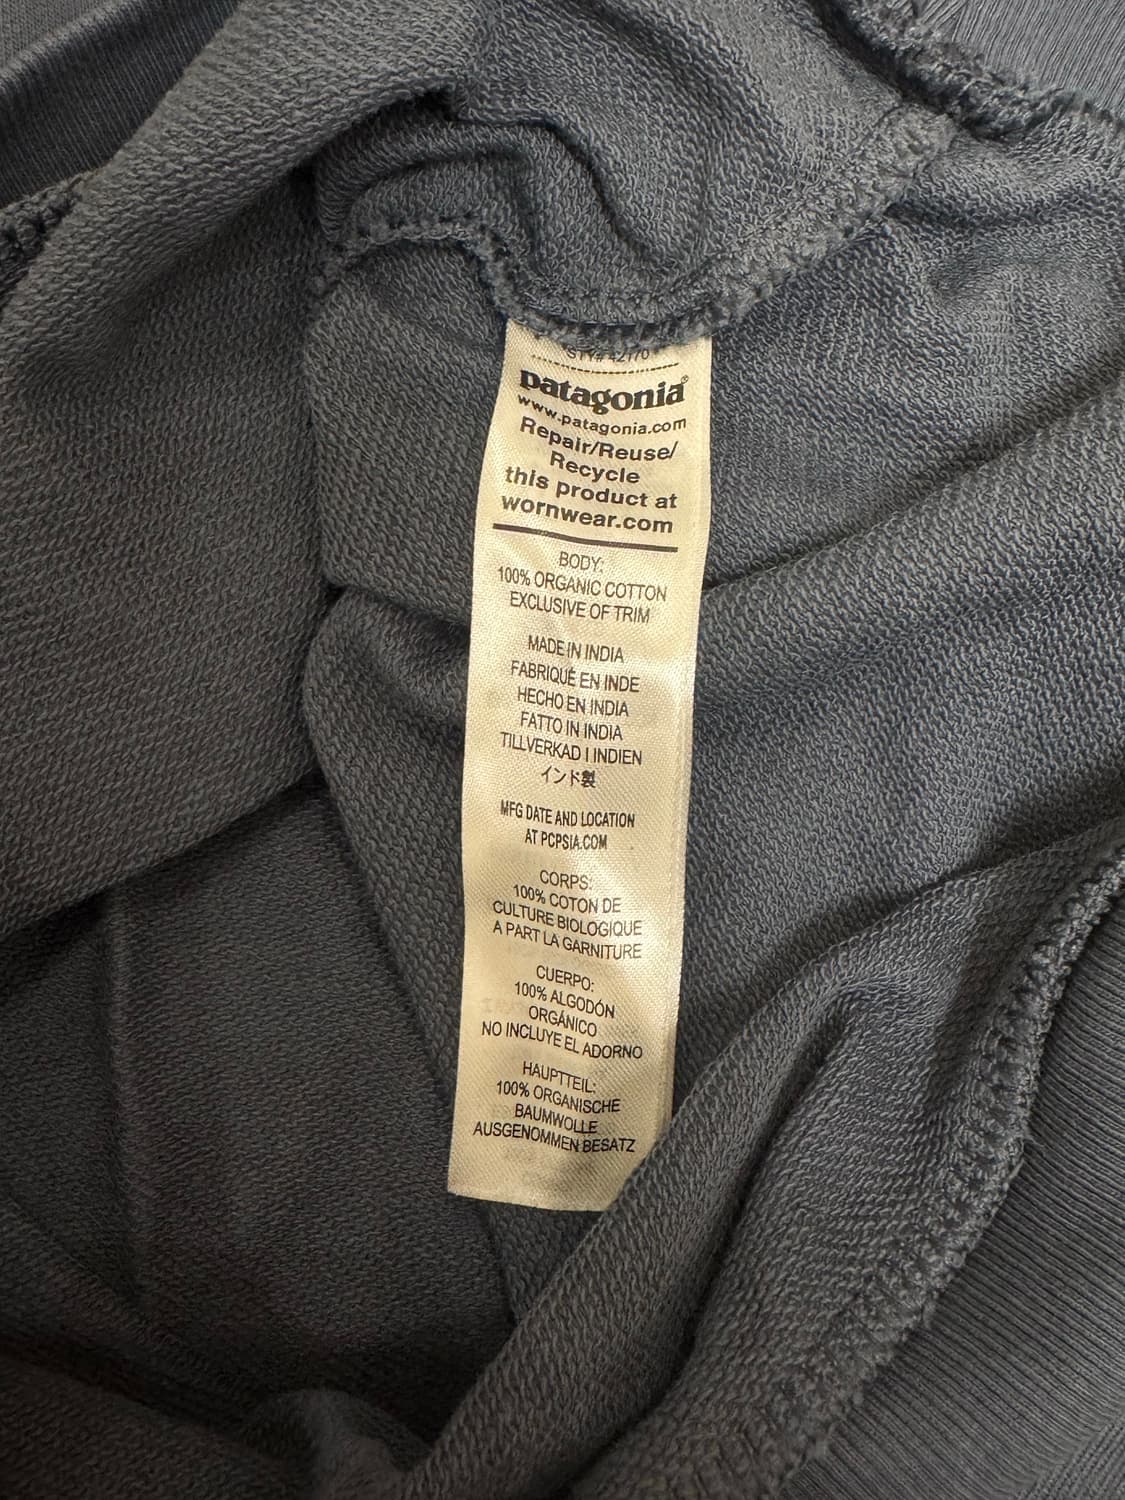 STY# 42170
patagonia®
www.patagonia.com
Repair/Reuse/
Recycle
this product at
wornwear.com
BODY:
100% ORGANIC COTTON
EXCLUSIVE OF TRIM
MADE IN INDIA
FABRIQUÉ EN INDE
HECHO EN INDIA
FATTO IN INDIA
TILLVERKAD I INDIEN
インド製
MFG DATE AND LOCATION
AT PCPSIA.COM
CORPS:
100% COTON DE
CULTURE BIOLOGIQUE
A PART LA GARNITURE
CUERPO:
100% ALGODÓN
ORGÁNICO
NO INCLUYE EL ADORNO
HAUPTTEIL:
100% ORGANISCHE
BAUMWOLLE
AUSGENOMMEN BESATZ